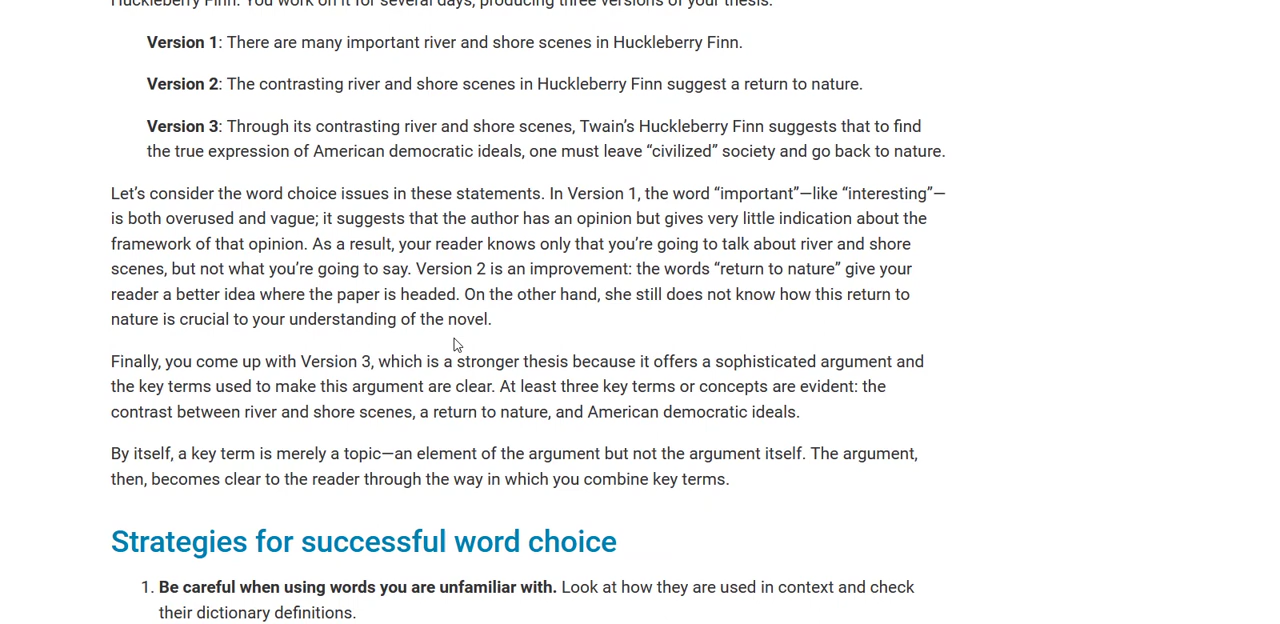 Huckleberry Finn. You work on it for several days, producing three versions of your thesis.
Version 1: There are many important river and shore scenes in Huckleberry Finn.
Version 2: The contrasting river and shore scenes in Huckleberry Finn suggest a return to nature.
Version 3: Through its contrasting river and shore scenes, Twain’s Huckleberry Finn suggests that to find
the true expression of American democratic ideals, one must leave “civilized” society and go back to nature.
Let’s consider the word choice issues in these statements. In Version 1, the word “important”—like “interesting”—
is both overused and vague; it suggests that the author has an opinion but gives very little indication about the
framework of that opinion. As a result, your reader knows only that you’re going to talk about river and shore
scenes, but not what you’re going to say. Version 2 is an improvement: the words “return to nature” give your
reader a better idea where the paper is headed. On the other hand, she still does not know how this return to
nature is crucial to your understanding of the novel.
Finally, you come up with Version 3, which is a stronger thesis because it offers a sophisticated argument and
the key terms used to make this argument are clear. At least three key terms or concepts are evident: the
contrast between river and shore scenes, a return to nature, and American democratic ideals.
By itself, a key term is merely a topic—an element of the argument but not the argument itself. The argument,
then, becomes clear to the reader through the way in which you combine key terms.
Strategies for successful word choice
1. Be careful when using words you are unfamiliar with. Look at how they are used in context and check
their dictionary definitions.